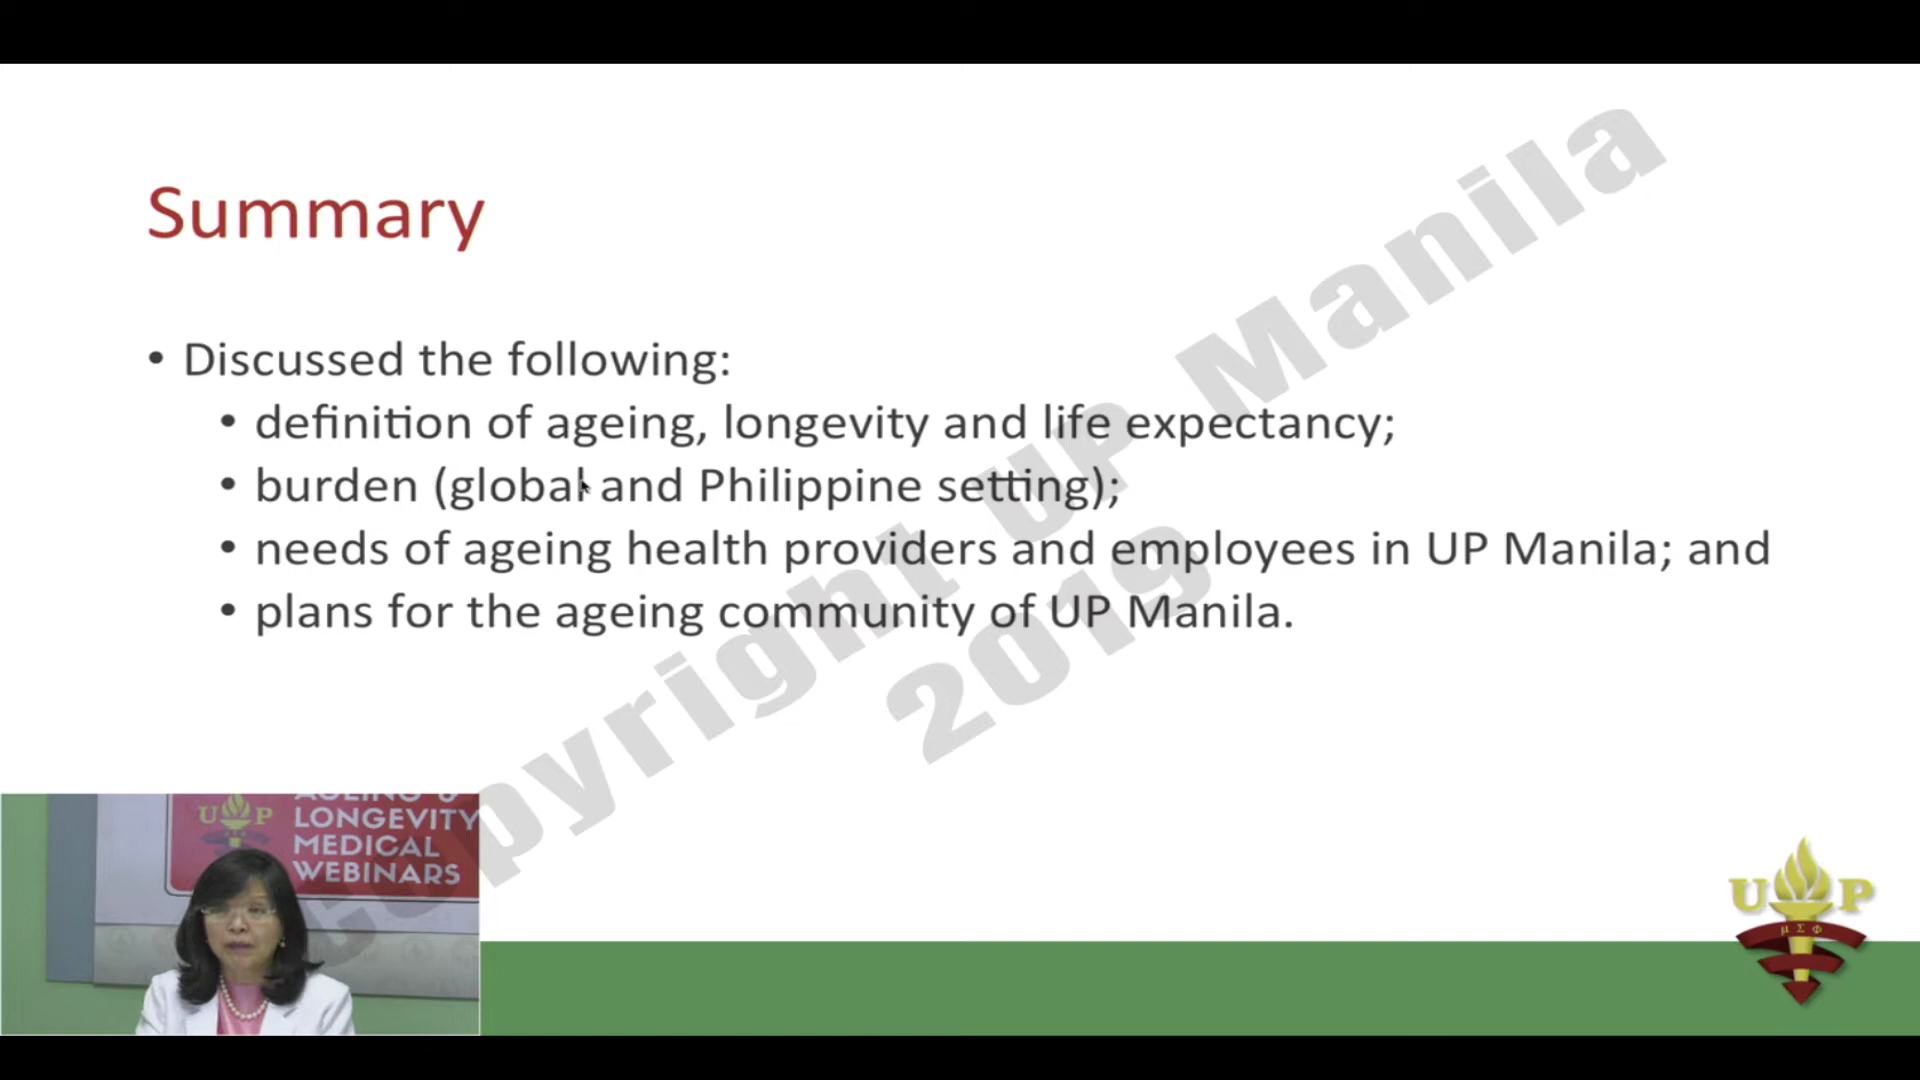 Summary
• Discussed the following:
• definition of ageing, longevity and life expectancy;
• burden (global and Philippine setting);
• needs of ageing health providers and employees in UP Manila; and
• plans for the ageing community of UP Manila.
Copyright UP Manila
2019
AGEING &
LONGEVITY
MEDICAL
WEBINARS
UP
UP
μ Σ Φ